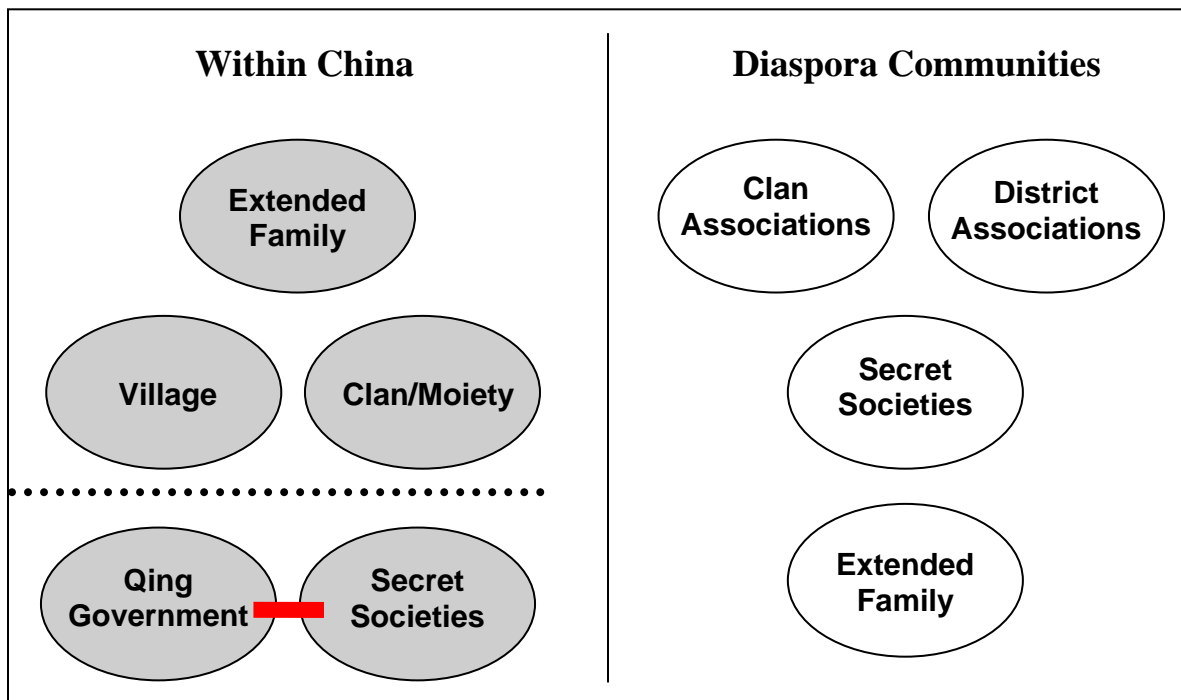 Within China
Extended
Family
Village
Clan/Moiety
Qing
Government
Secret
Societies
Diaspora Communities
Clan
Associations
District
Associations
Secret
Societies
Extended
Family